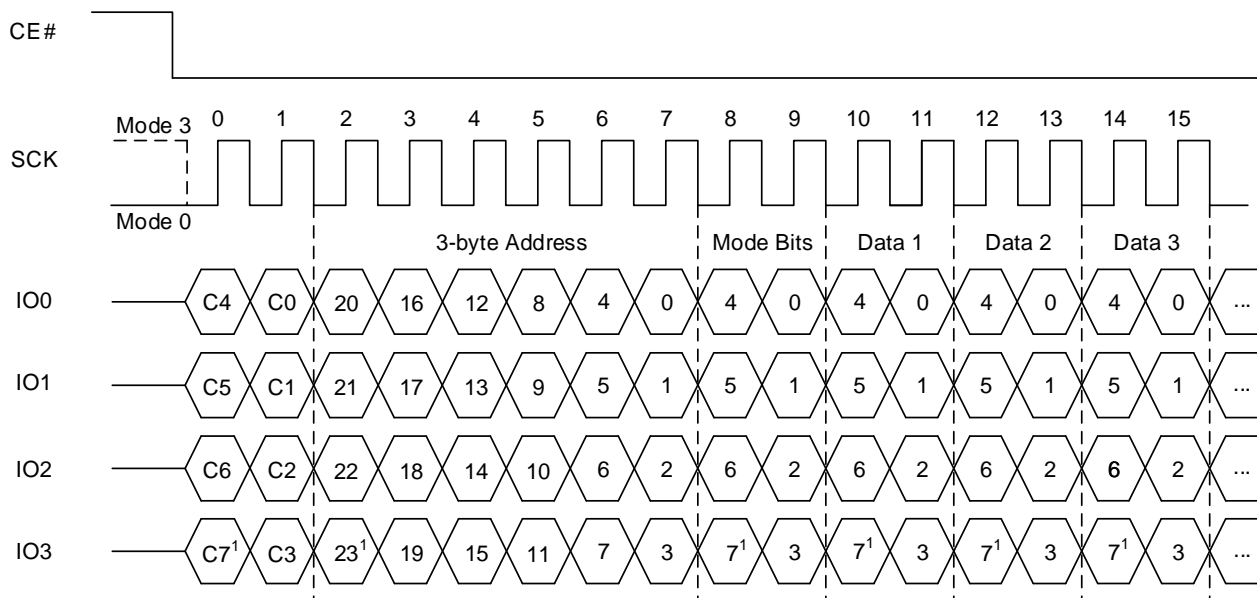 CE#
Mode 3 0 1 2 3 4 5 6 7 8 9 10 11 12 13 14 15
SCK
Mode 0
3-byte Address Mode Bits Data 1 Data 2 Data 3
IO0 C4 C0 20 16 12 8 4 0 4 0 4 0 4 0 4 0 ...
IO1 C5 C1 21 17 13 9 5 1 5 1 5 1 5 1 5 1 ...
IO2 C6 C2 22 18 14 10 6 2 6 2 6 2 6 2 6 2 ...
IO3 C7¹ C3 23¹ 19 15 11 7 3 7¹ 3 7¹ 3 7¹ 3 7¹ 3 ...